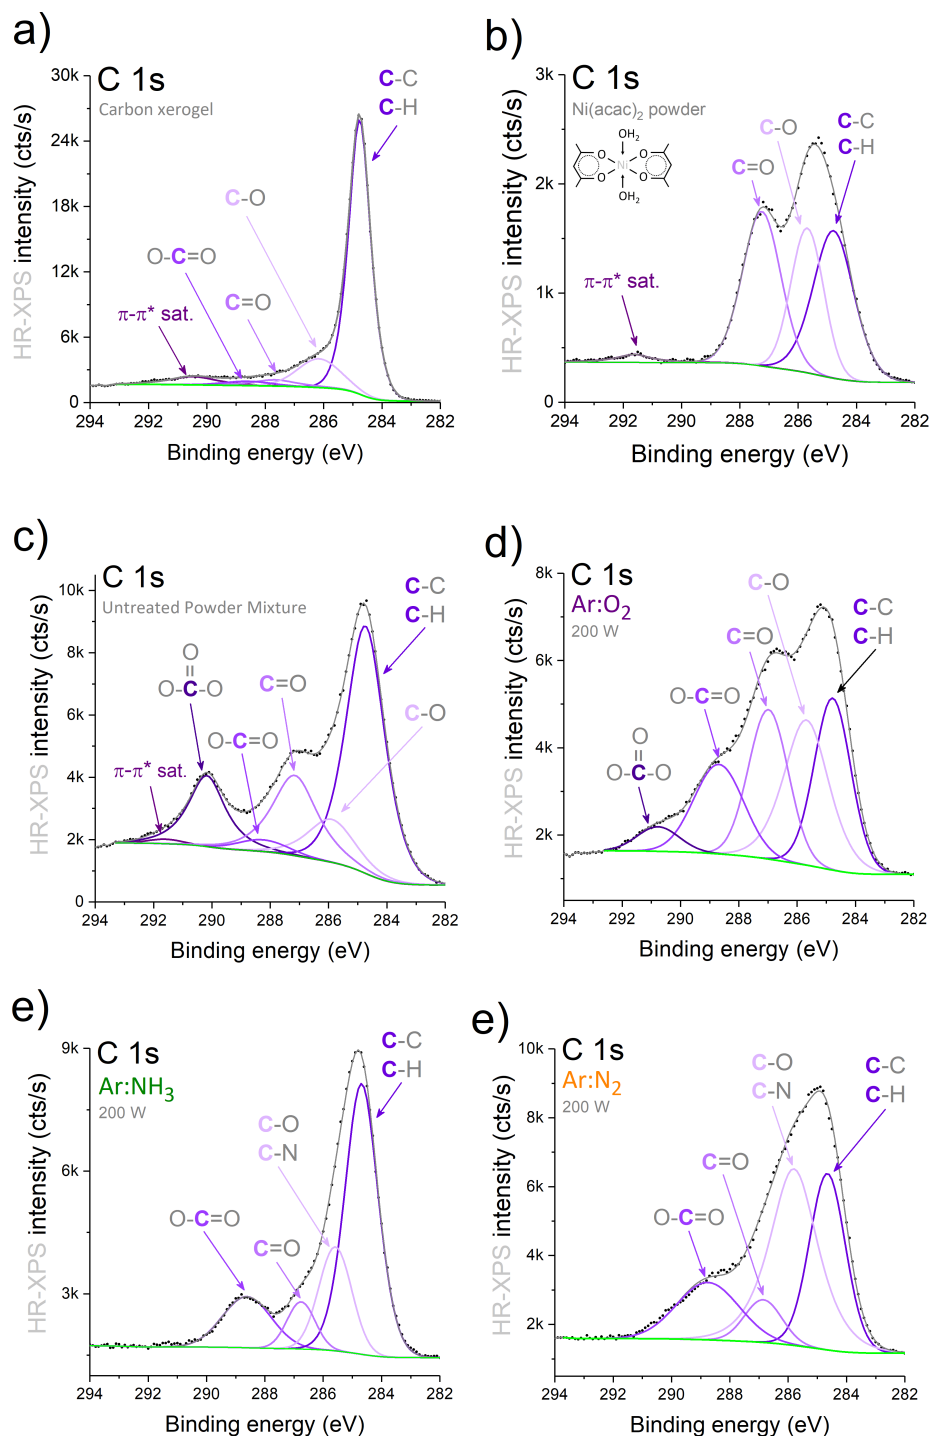 a)
C 1s
Carbon xerogel
C-C
C-H
C-O
O-C=O
C=O
π-π* sat.
30k
24k
18k
12k
6k
0
HR-XPS intensity (cts/s)
294 292 290 288 286 284 282
Binding energy (eV)
b)
C 1s
Ni(acac)2 powder
OH2
O O
Ni
O O
OH2
C-O
C-C
C-H
C=O
π-π* sat.
3k
2k
1k
0
HR-XPS intensity (cts/s)
294 292 290 288 286 284 282
Binding energy (eV)
c)
C 1s
Untreated Powder Mixture
C-C
C-H
O
O-C-O
C=O
C-O
O-C=O
π-π* sat.
10k
8k
6k
4k
2k
0
HR-XPS intensity (cts/s)
294 292 290 288 286 284 282
Binding energy (eV)
d)
C 1s
Ar:O2
200 W
C-O
C-C
C-H
C=O
O-C=O
O
O-C-O
8k
6k
4k
2k
HR-XPS intensity (cts/s)
294 292 290 288 286 284 282
Binding energy (eV)
e)
C 1s
Ar:NH3
200 W
C-C
C-H
C-O
C-N
O-C=O
C=O
9k
6k
3k
HR-XPS intensity (cts/s)
294 292 290 288 286 284 282
Binding energy (eV)
e)
C 1s
Ar:N2
200 W
C-O
C-N
C-C
C-H
C=O
O-C=O
10k
8k
6k
4k
2k
HR-XPS intensity (cts/s)
294 292 290 288 286 284 282
Binding energy (eV)